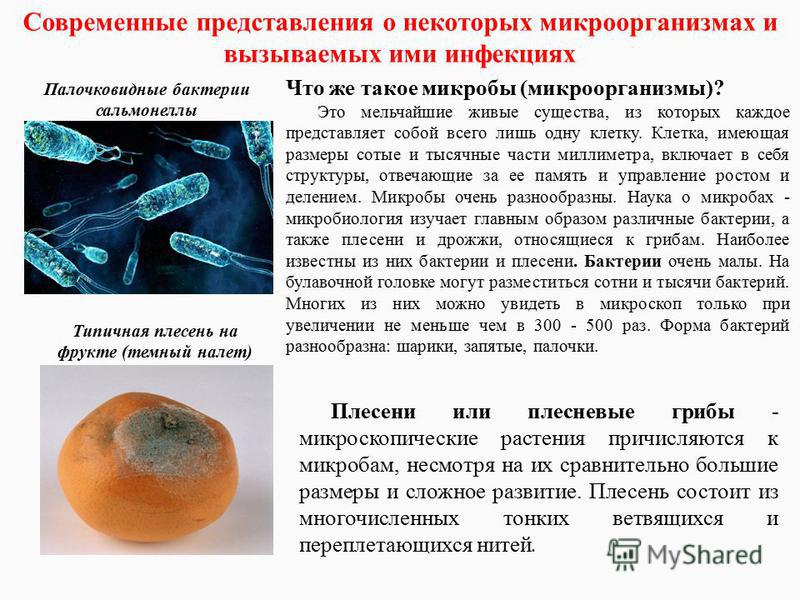 Современные представления о некоторых микроорганизмах и
вызываемых ими инфекциях
Палочковидные бактерии
сальмонеллы
Типичная плесень на
фрукте (темный налет)
Что же такое микробы (микроорганизмы)?
Это мельчайшие живые существа, из которых каждое
представляет собой всего лишь одну клетку. Клетка, имеющая
размеры сотые и тысячные части миллиметра, включает в себя
структуры, отвечающие за ее память и управление ростом и
делением. Микробы очень разнообразны. Наука о микробах -
микробиология изучает главным образом различные бактерии, а
также плесени и дрожжи, относящиеся к грибам. Наиболее
известны из них бактерии и плесени. Бактерии очень малы. На
булавочной головке могут разместиться сотни и тысячи бактерий.
Многих из них можно увидеть в микроскоп только при
увеличении не меньше чем в 300 - 500 раз. Форма бактерий
разнообразна: шарики, запятые, палочки.
Плесени или плесневые грибы -
микроскопические растения причисляются к
микробам, несмотря на их сравнительно большие
размеры и сложное развитие. Плесень состоит из
многочисленных тонких ветвящихся и
переплетающихся нитей.
MyShared